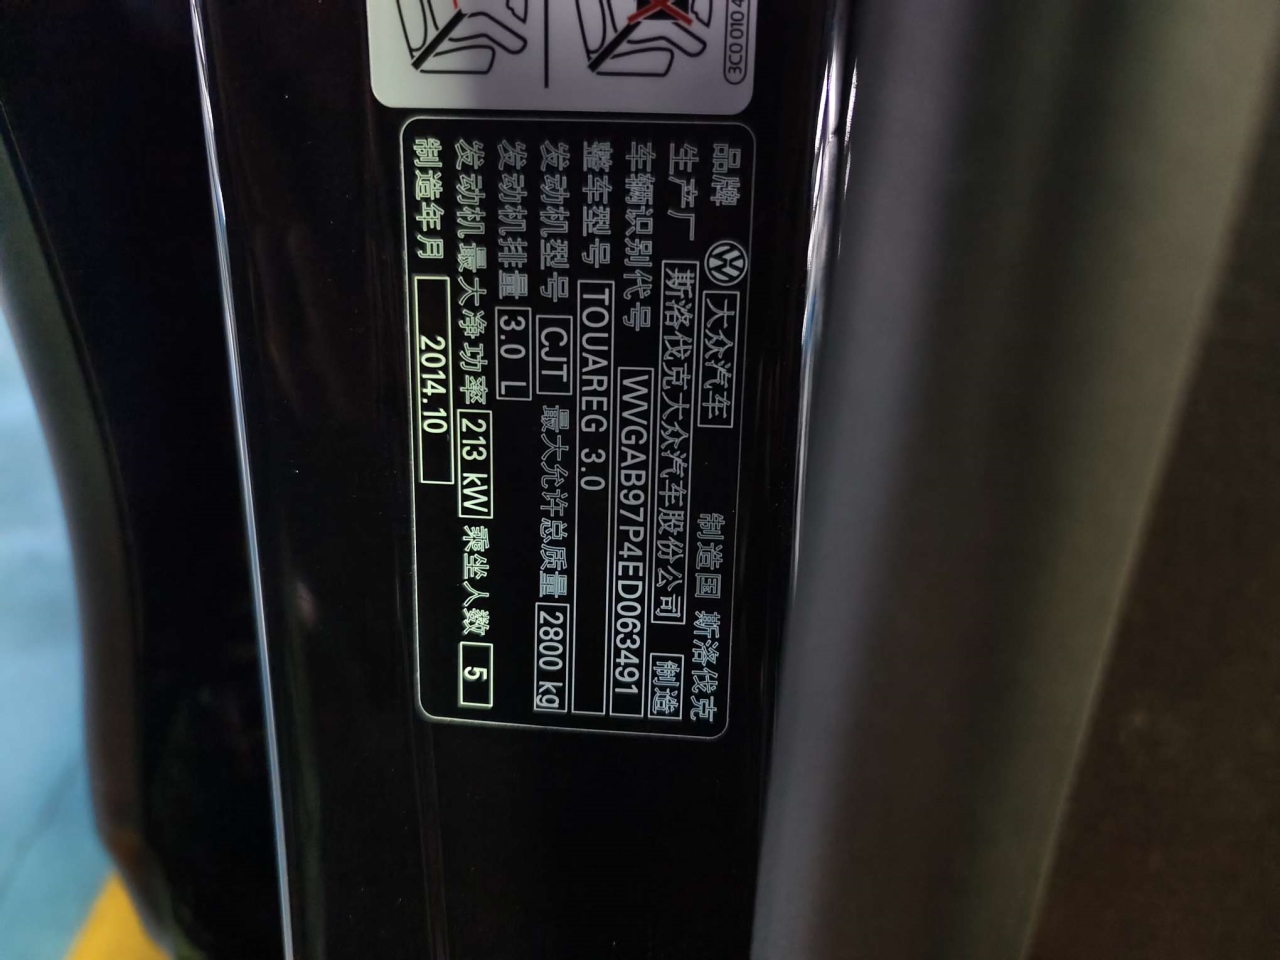 3C0 010 4
品牌 大众汽车 制造国 斯洛伐克
生产厂 斯洛伐克大众汽车股份公司 制造
车辆识别代号 WVGAB97P4ED063491
整车型号 TOUAREG 3.0
发动机型号 CJT 最大允许总质量 2800 kg
发动机排量 3.0 L
发动机最大净功率 213 kW 乘坐人数 5
制造年月 2014.10